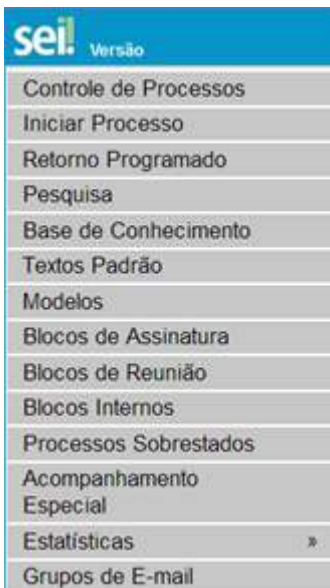 sei! Versão
Controle de Processos
Iniciar Processo
Retorno Programado
Pesquisa
Base de Conhecimento
Textos Padrão
Modelos
Blocos de Assinatura
Blocos de Reunião
Blocos Internos
Processos Sobrestados
Acompanhamento
Especial
Estatísticas »
Grupos de E-mail